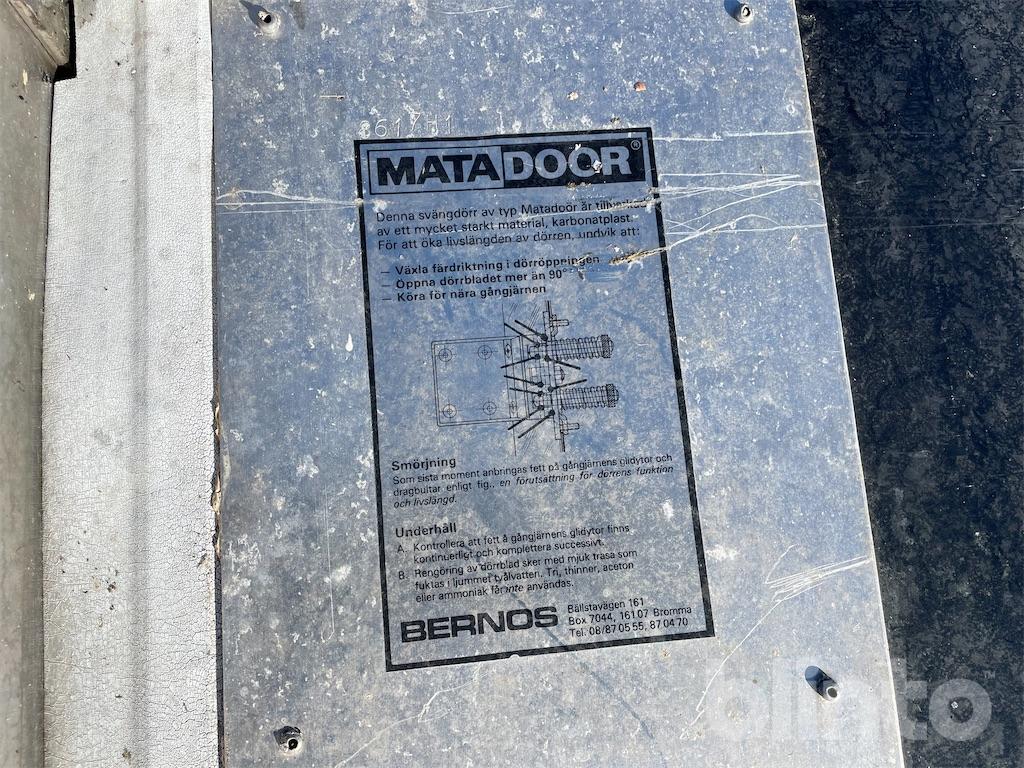 8617H1
MATADOOR®
Denna svängdörr av typ Matadoor är tillverkad
av ett mycket starkt material, karbonatplast.
För att öka livslängden av dörren, undvik att:
— Växla färdriktning i dörröppningen
— Öppna dörrbladet mer än 90°
— Köra för nära gångjärnen
Smörjning
Som sista moment anbringas fett på gångjärnens glidytor och
dragbultar enligt fig., en förutsättning för dörrens funktion
och livslängd.
Underhåll
A. Kontrollera att fett å gångjärnens glidytor finns
kontinuerligt och komplettera successivt.
B. Rengöring av dörrblad sker med mjuk trasa som
fuktas i ljummet tvålvatten. Tri, thinner, aceton
eller ammoniak får inte användas.
BERNOS
Bällstavägen 161
Box 7044, 161 07 Bromma
Tel. 08/87 05 55, 87 04 70
blinto